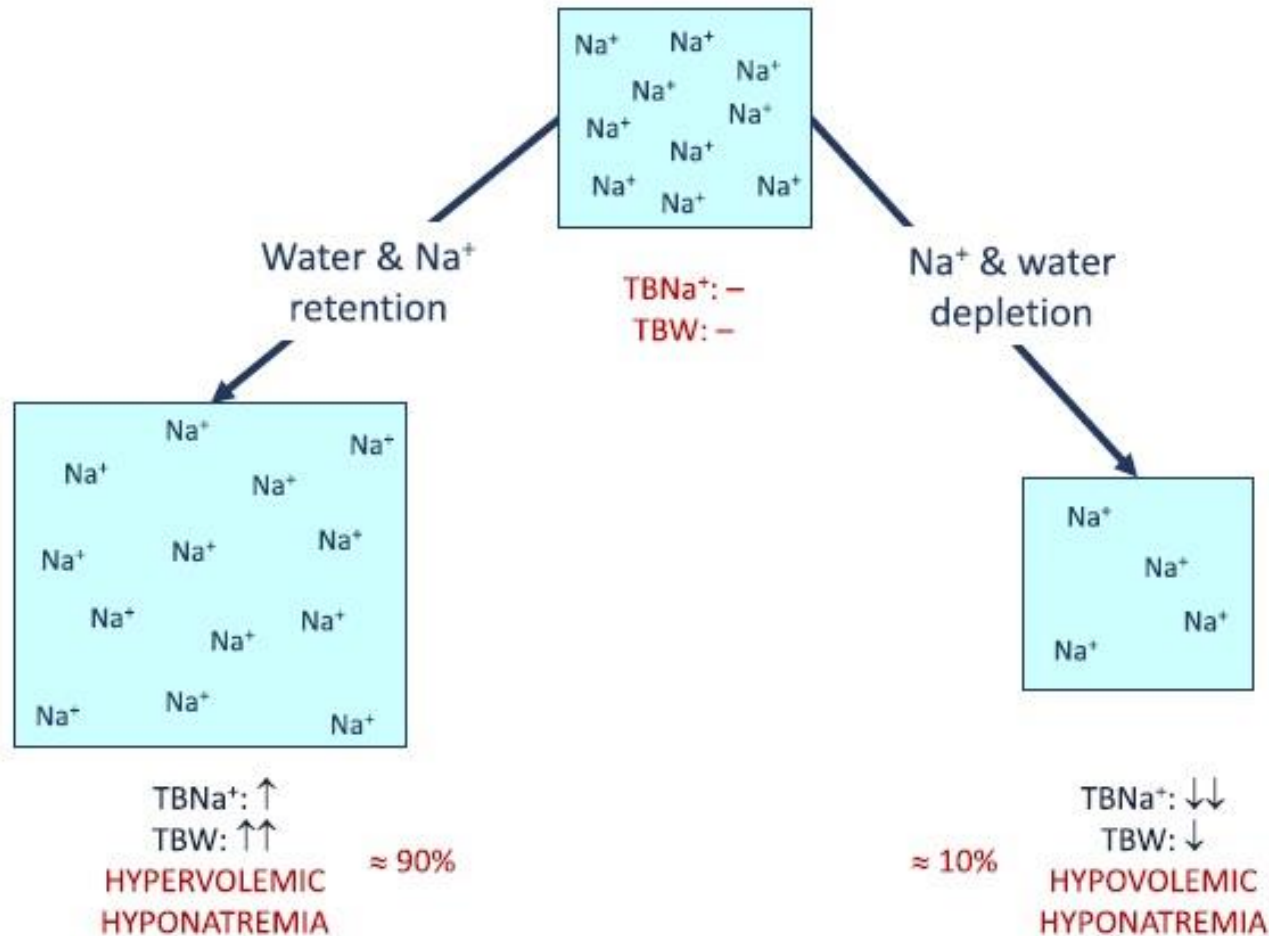 Na⁺ Na⁺
Na⁺
Na⁺
Na⁺
Na⁺
Na⁺
Na⁺ Na⁺
Na⁺
Water & Na⁺
retention
TBNa⁺: –
TBW: –
Na⁺ & water
depletion
Na⁺
Na⁺
Na⁺
Na⁺
Na⁺
Na⁺
Na⁺
Na⁺
Na⁺
Na⁺
Na⁺
Na⁺
Na⁺
TBNa⁺: ↑
TBW: ↑↑
HYPERVOLEMIC
HYPONATREMIA
≈ 90%
Na⁺
Na⁺
Na⁺
Na⁺
≈ 10%
TBNa⁺: ↓↓
TBW: ↓
HYPOVOLEMIC
HYPONATREMIA